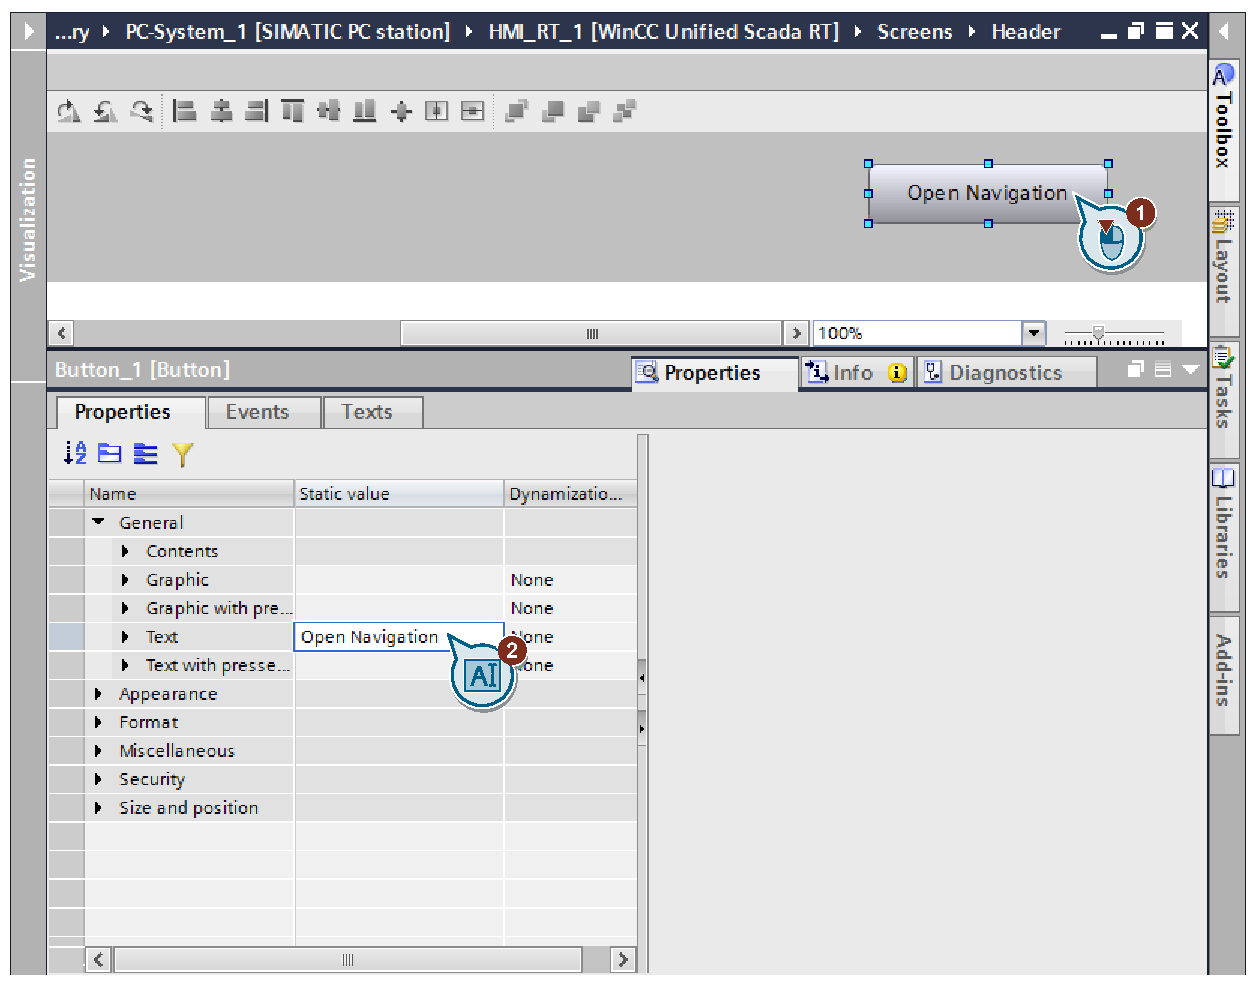 ...ry ▸ PC-System_1 [SIMATIC PC station] ▸ HMI_RT_1 [WinCC Unified Scada RT] ▸ Screens ▸ Header
Visualization
Open Navigation
1
100%
Button_1 [Button]
Properties
Info
Diagnostics
Properties
Events
Texts
Name
Static value
Dynamizatio...
General
Contents
Graphic
None
Graphic with pre...
None
Text
Open Navigation
None
2
Text with presse...
None
AI
Appearance
Format
Miscellaneous
Security
Size and position
Toolbox
Layout
Tasks
Libraries
Add-ins